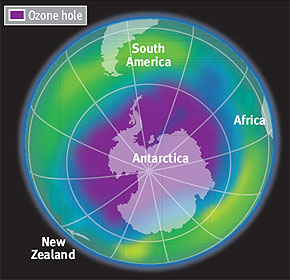 Ozone hole
South
America
Africa
Antarctica
New
Zealand